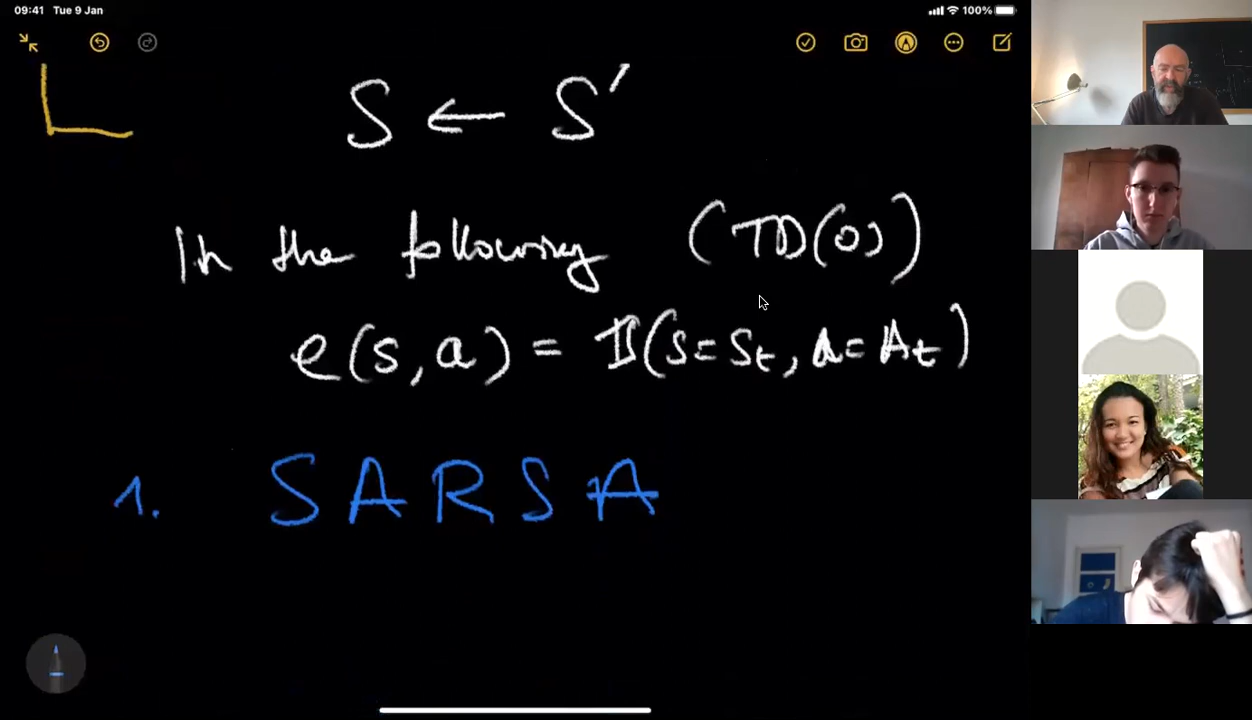 09:41 Tue 9 Jan
100%
S ← S'
In the following (TD(0))
e(s, a) = 𝟙(s = St, a = At)
1. SARSA